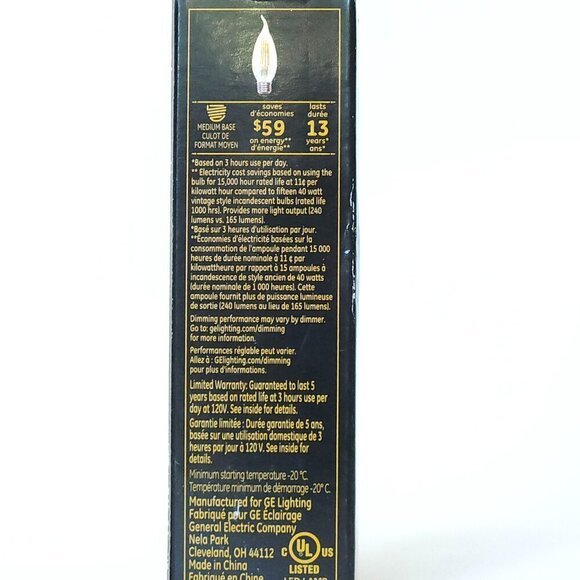 MEDIUM BASE
CULOT DE
FORMAT MOYEN
saves
d'économies
$59
on energy**
d'énergie**
lasts
durée
13
years*
ans*
*Based on 3 hours use per day.
** Electricity cost savings based on using the
bulb for 15,000 hour rated life at 11¢ per
kilowatt hour compared to fifteen 40 watt
vintage style incandescent bulbs (rated life
1000 hrs). Provides more light output (240
lumens vs. 165 lumens).
*Basé sur 3 heures d'utilisation par jour.
**Économies d'électricité basées sur la
consommation de l'ampoule pendant 15 000
heures de durée nominale à 11 ¢ par
kilowattheure par rapport à 15 ampoules à
incandescence de style ancien de 40 watts
(durée nominale de 1 000 heures). Cette
ampoule fournit plus de puissance lumineuse
de sortie (240 lumens au lieu de 165 lumens).
Dimming performance may vary by dimmer.
Go to: gelighting.com/dimming
for more information.
Performances réglable peut varier.
Allez à : GElighting.com/dimming
pour plus d'informations.
Limited Warranty: Guaranteed to last 5
years based on rated life at 3 hours use per
day at 120V. See inside for details.
Garantie limitée : Durée garantie de 5 ans,
basée sur une utilisation domestique de 3
heures par jour à 120 V. See inside for
details.
Minimum starting temperature -20 °C.
Température minimum de démarrage -20° C.
Manufactured for GE Lighting
Fabriqué pour GE Éclairage
General Electric Company
Nela Park
Cleveland, OH 44112
Made in China
Fabriqué en Chine
C UL US
LISTED
LED LAMP